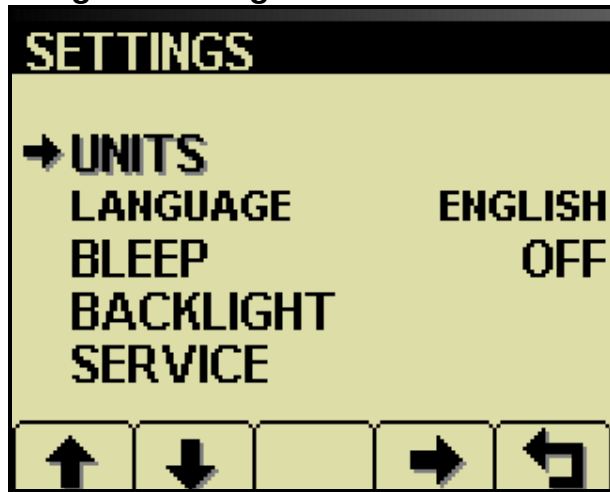 SETTINGS
UNITS
LANGUAGE ENGLISH
BLEEP OFF
BACKLIGHT
SERVICE